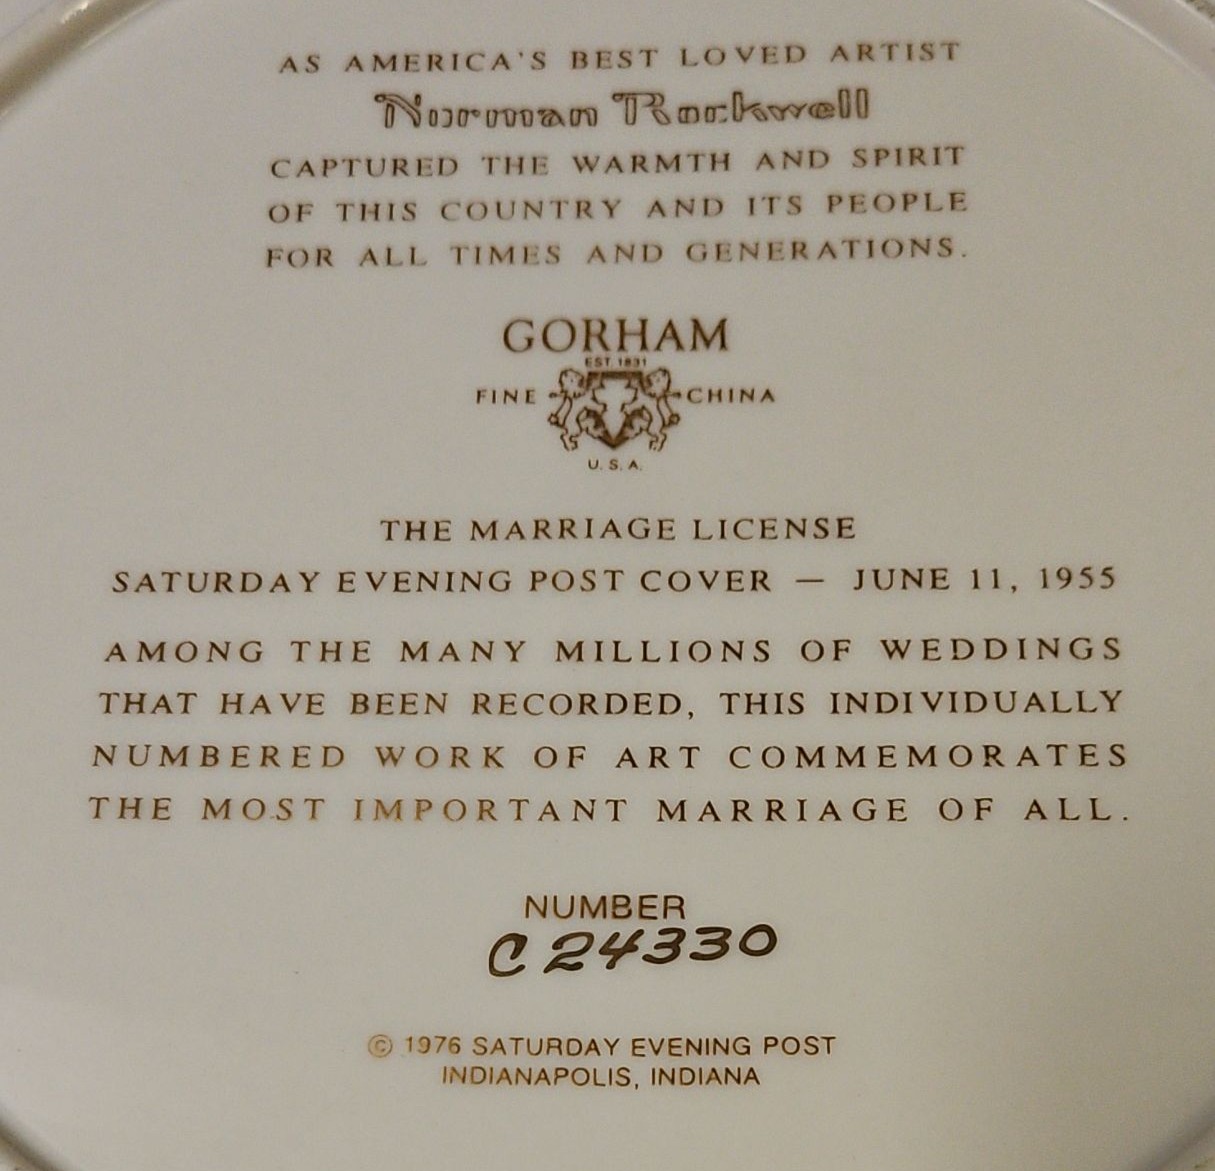 AS AMERICA'S BEST LOVED ARTIST
Norman Rockwell
CAPTURED THE WARMTH AND SPIRIT
OF THIS COUNTRY AND ITS PEOPLE
FOR ALL TIMES AND GENERATIONS.
GORHAM
EST. 1831
FINE CHINA
U.S.A.
THE MARRIAGE LICENSE
SATURDAY EVENING POST COVER — JUNE 11, 1955
AMONG THE MANY MILLIONS OF WEDDINGS
THAT HAVE BEEN RECORDED, THIS INDIVIDUALLY
NUMBERED WORK OF ART COMMEMORATES
THE MOST IMPORTANT MARRIAGE OF ALL.
NUMBER
C 24330
© 1976 SATURDAY EVENING POST
INDIANAPOLIS, INDIANA